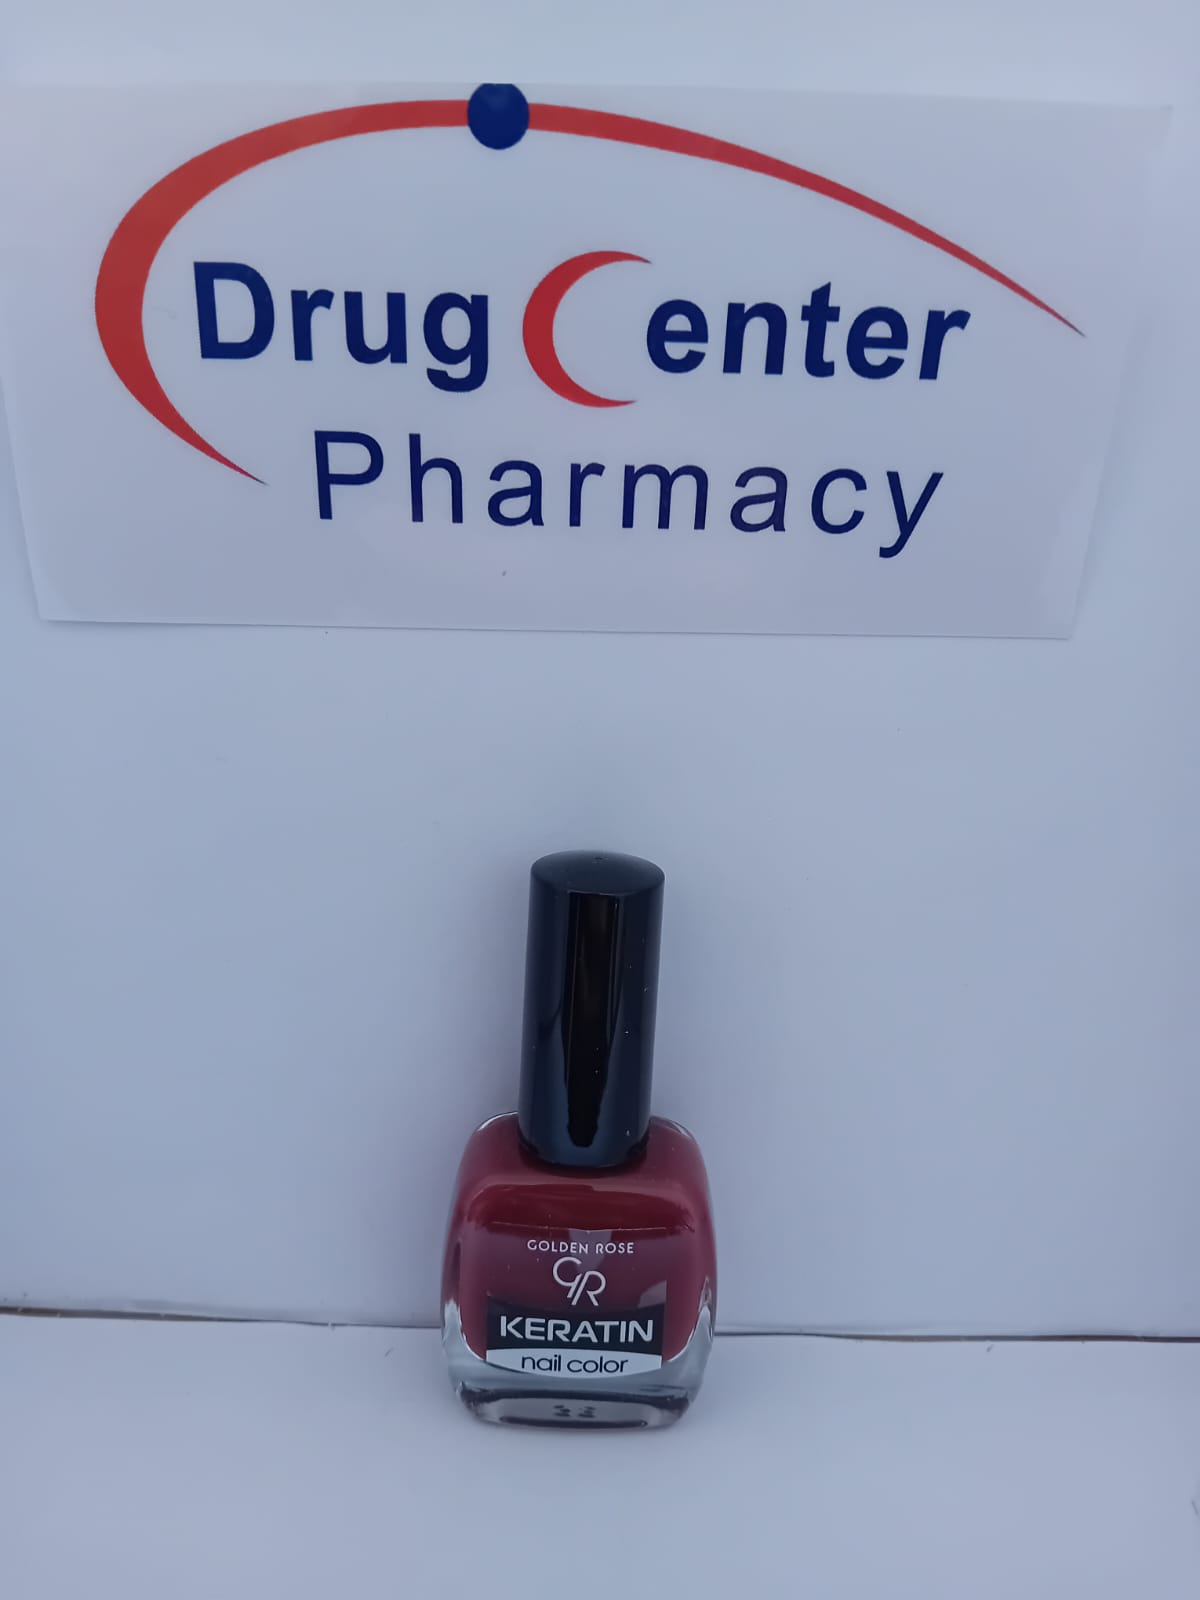 Drug Center
Pharmacy
GOLDEN ROSE
GR
KERATIN
nail color